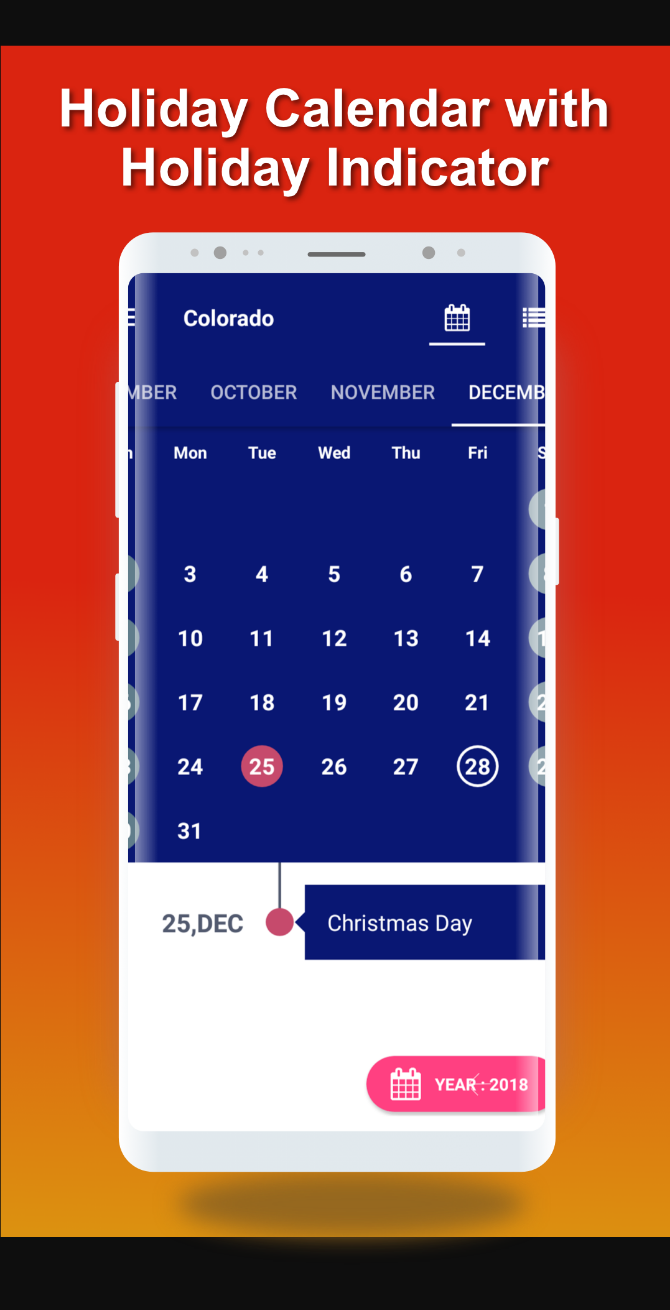 Holiday Calendar with
Holiday Indicator
Colorado
MBER OCTOBER NOVEMBER DECEMB
Mon Tue Wed Thu Fri
3 4 5 6 7
10 11 12 13 14
17 18 19 20 21
24 25 26 27 28
31
25,DEC Christmas Day
YEAR : 2018